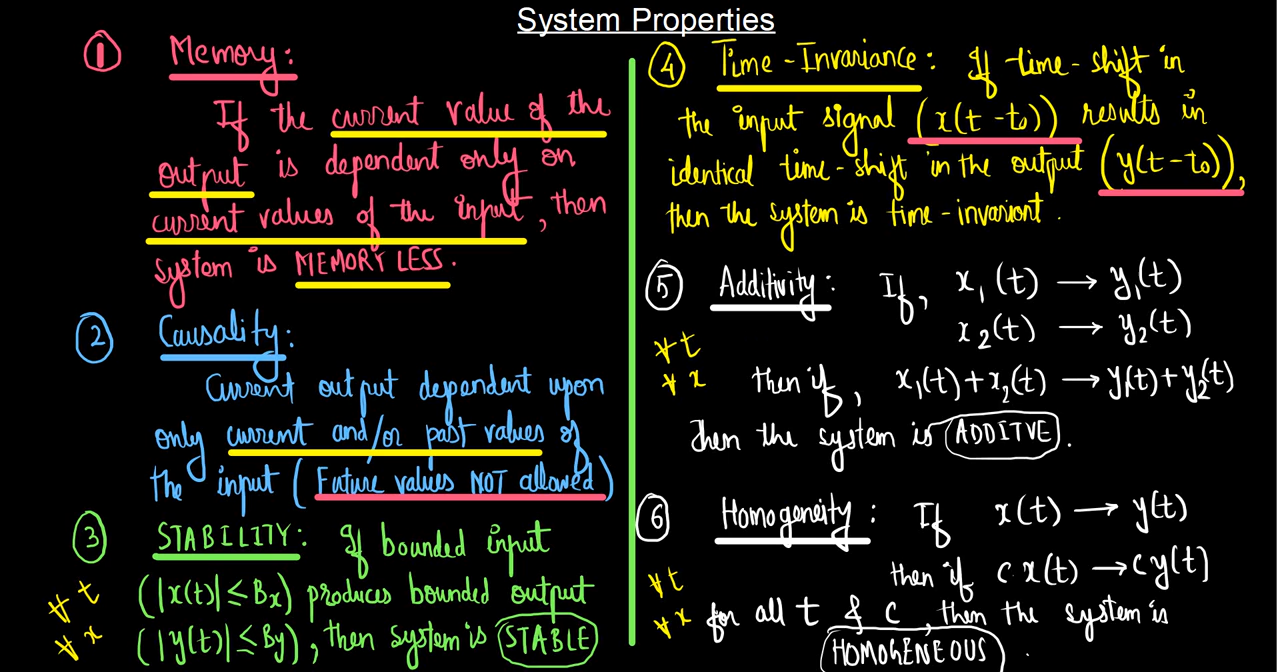 System Properties
① Memory:
If the current value of the
output is dependent only on
current values of the input, then
system is MEMORY LESS.
② Causality:
Current output dependent upon
only current and/or past values of
the input (Future values NOT allowed)
③ STABILITY: If bounded input
∀ t (|x(t)| ≤ Bx) produces bounded output
∀ x (|y(t)| ≤ By), then system is STABLE
④ Time-Invariance: If time-shift in
the input signal (x(t-t₀)) results in
identical time-shift in the output (y(t-t₀)),
then the system is time-invariant.
⑤ Additivity: If, x₁(t) → y₁(t)
x₂(t) → y₂(t)
∀ t
∀ x then if, x₁(t)+x₂(t) → y₁(t)+y₂(t)
Then the system is ADDITVE.
⑥ Homogeneity: If x(t) → y(t)
∀ t then if c x(t) → c y(t)
∀ x for all t & c, then the system is
HOMOGENEOUS.